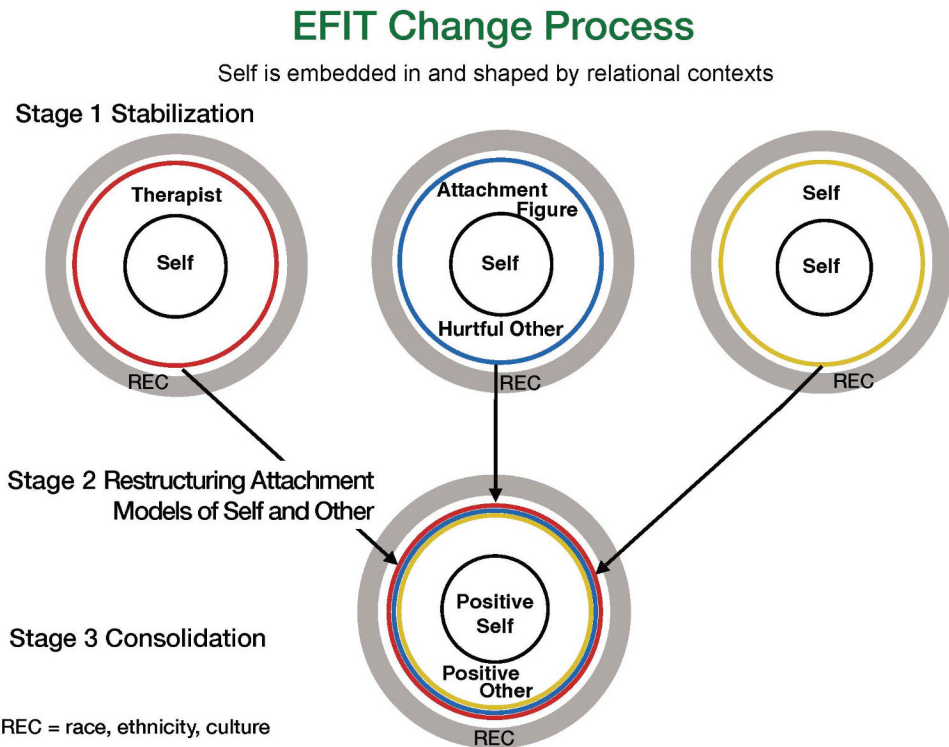 EFIT Change Process
Self is embedded in and shaped by relational contexts
Stage 1 Stabilization
Therapist
Self
REC
Attachment
Figure
Self
Hurtful Other
REC
Self
Self
REC
Stage 2 Restructuring Attachment
Models of Self and Other
Positive
Self
Positive
Other
REC
Stage 3 Consolidation
REC = race, ethnicity, culture